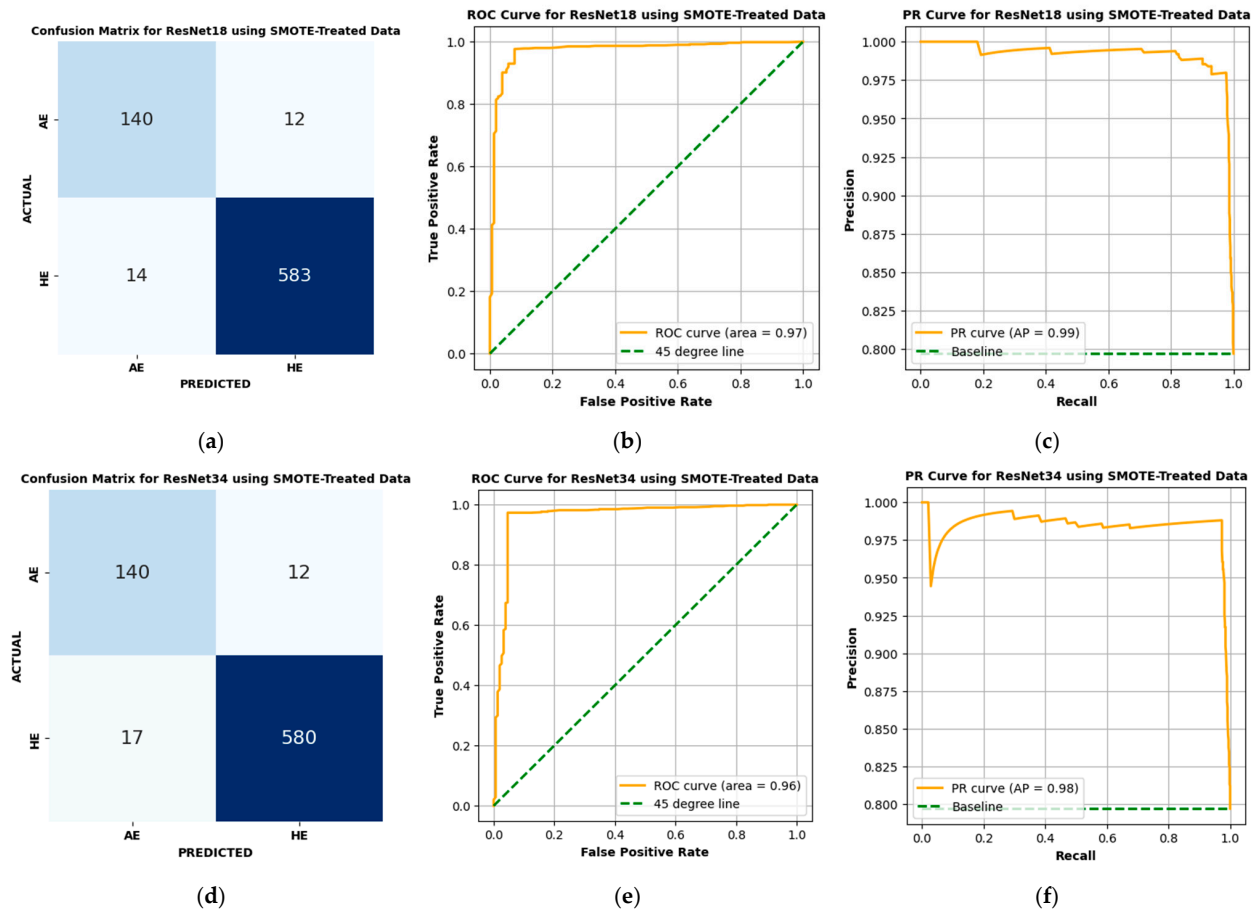 Confusion Matrix for ResNet18 using SMOTE-Treated Data
AE
HE
ACTUAL
140
12
14
583
AE
HE
PREDICTED
(a)
ROC Curve for ResNet18 using SMOTE-Treated Data
True Positive Rate
1.0
0.8
0.6
0.4
0.2
0.0
ROC curve (area = 0.97)
45 degree line
0.0 0.2 0.4 0.6 0.8 1.0
False Positive Rate
(b)
PR Curve for ResNet18 using SMOTE-Treated Data
Precision
1.000
0.975
0.950
0.925
0.900
0.875
0.850
0.825
0.800
PR curve (AP = 0.99)
Baseline
0.0 0.2 0.4 0.6 0.8 1.0
Recall
(c)
Confusion Matrix for ResNet34 using SMOTE-Treated Data
AE
HE
ACTUAL
140
12
17
580
AE
HE
PREDICTED
(d)
ROC Curve for ResNet34 using SMOTE-Treated Data
True Positive Rate
1.0
0.8
0.6
0.4
0.2
0.0
ROC curve (area = 0.96)
45 degree line
0.0 0.2 0.4 0.6 0.8 1.0
False Positive Rate
(e)
PR Curve for ResNet34 using SMOTE-Treated Data
Precision
1.000
0.975
0.950
0.925
0.900
0.875
0.850
0.825
0.800
PR curve (AP = 0.98)
Baseline
0.0 0.2 0.4 0.6 0.8 1.0
Recall
(f)